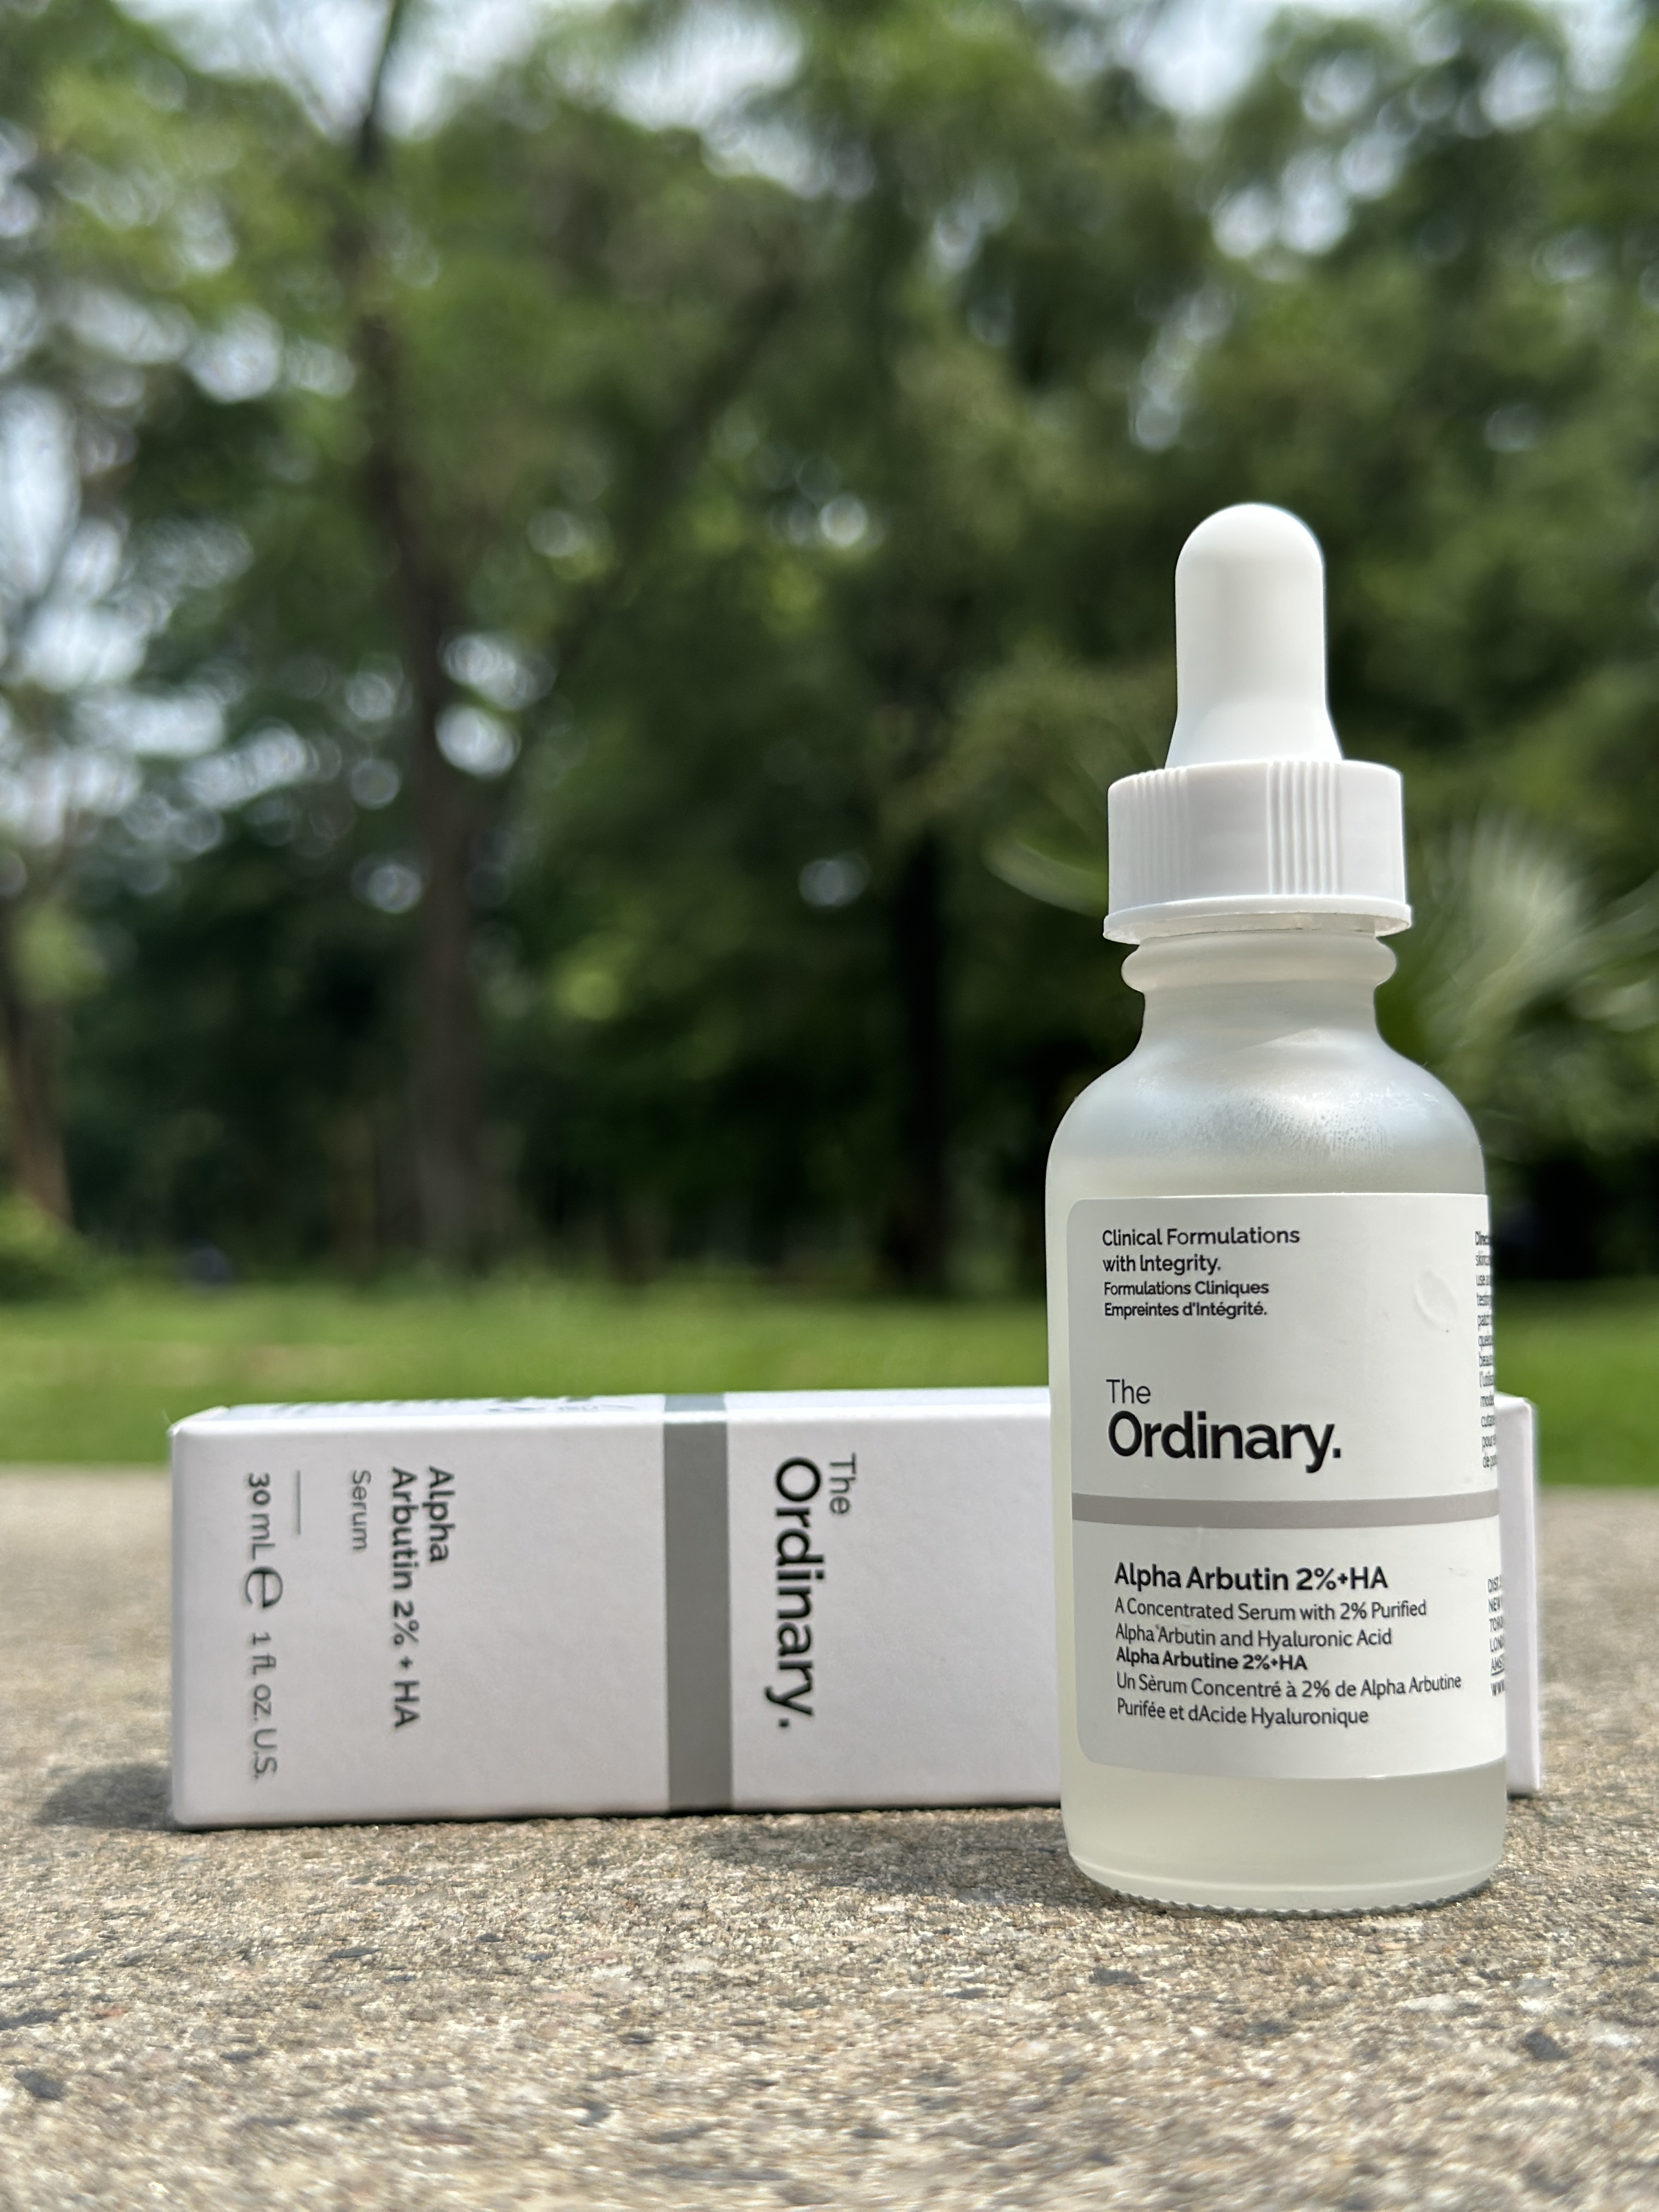 Clinical Formulations
with Integrity.
Formulations Cliniques
Empreintes d'Intégrité.
The
Ordinary.
Alpha Arbutin 2%+HA
A Concentrated Serum with 2% Purified
Alpha Arbutin and Hyaluronic Acid
Alpha Arbutine 2%+HA
Un Sèrum Concentré à 2% de Alpha Arbutine
Purifée et dAcide Hyaluronique
The
Ordinary.
Alpha
Arbutin 2% + HA
Serum
30 mL ℮ 1 fl. oz. U.S.